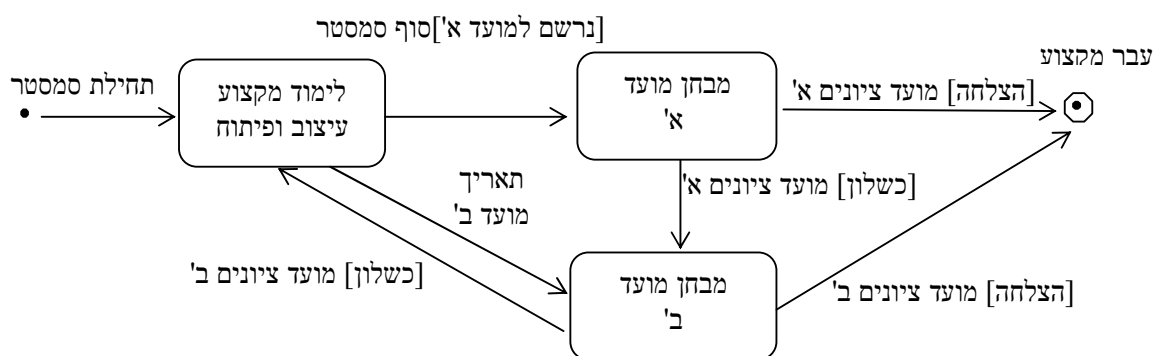 סוף סמסטר[נרשם למועד א']
עבר מקצוע
תחילת סמסטר
לימוד מקצוע
עיצוב ופיתוח
מבחן מועד
א'
מועד ציונים א' [הצלחה]
תאריך
מועד ב'
מועד ציונים א' [כשלון]
מועד ציונים ב' [כשלון]
מבחן מועד
ב'
מועד ציונים ב' [הצלחה]